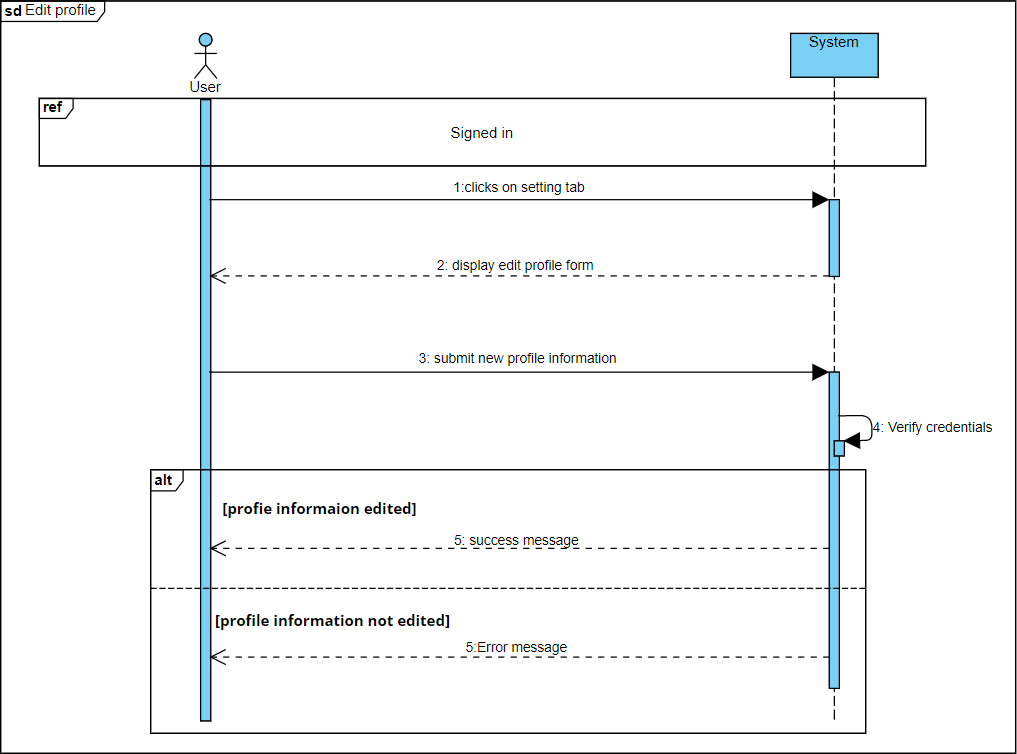 sd Edit profile
User
System
ref
Signed in
1:clicks on setting tab
2: display edit profile form
3: submit new profile information
4: Verify credentials
alt
[profie informaion edited]
5: success message
[profile information not edited]
5:Error message